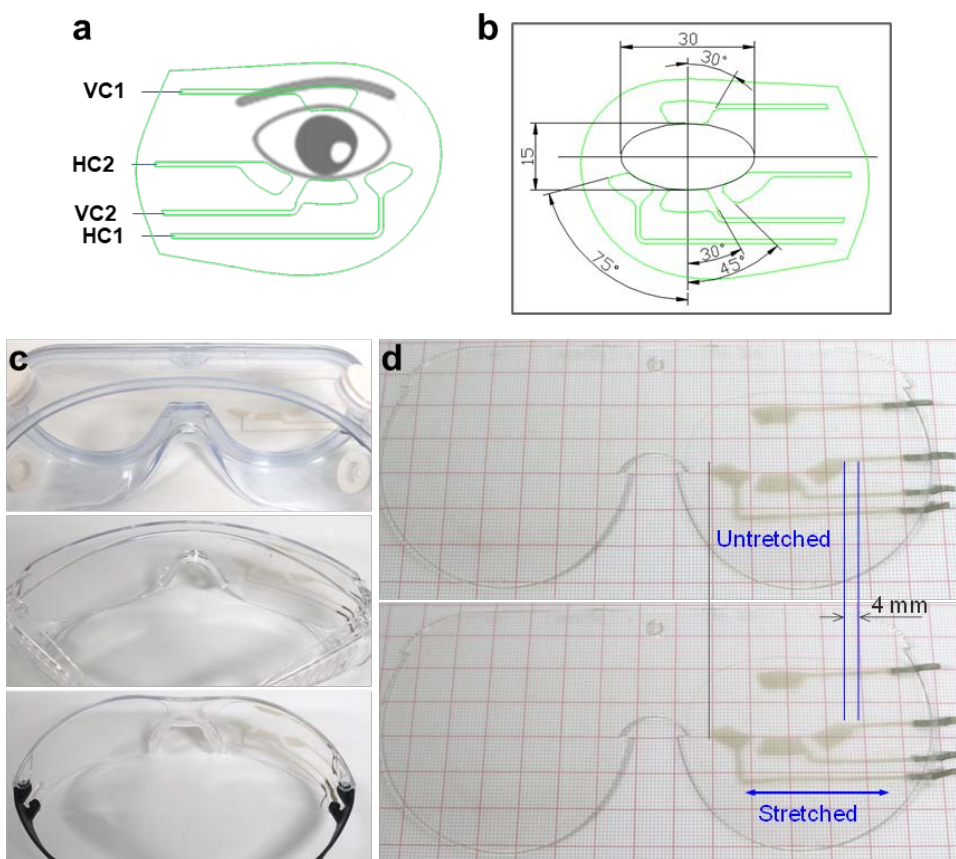 a
VC1
HC2
VC2
HC1
b
30
30°
15
75°
30°
45°
c
d
Untretched
4 mm
Stretched